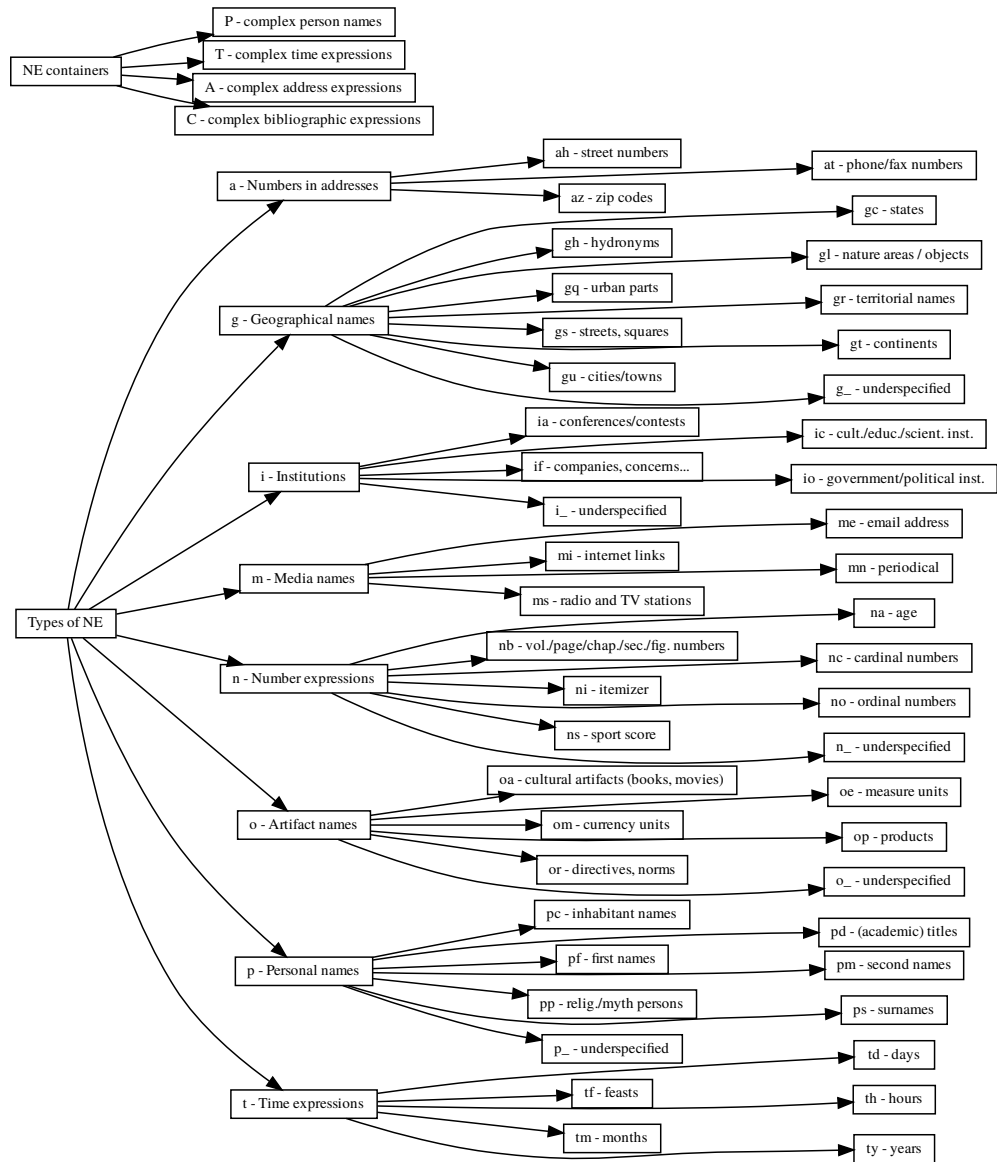 P - complex person names
NE containers
T - complex time expressions
A - complex address expressions
C - complex bibliographic expressions
ah - street numbers
at - phone/fax numbers
a - Numbers in addresses
az - zip codes
gc - states
gh - hydronyms
gl - nature areas / objects
gq - urban parts
gr - territorial names
g - Geographical names
gs - streets, squares
gt - continents
gu - cities/towns
g_ - underspecified
ia - conferences/contests
ic - cult./educ./scient. inst.
i - Institutions
if - companies, concerns...
io - government/political inst.
i_ - underspecified
me - email address
mi - internet links
mn - periodical
m - Media names
ms - radio and TV stations
Types of NE
na - age
nb - vol./page/chap./sec./fig. numbers
nc - cardinal numbers
n - Number expressions
ni - itemizer
no - ordinal numbers
ns - sport score
n_ - underspecified
oa - cultural artifacts (books, movies)
oe - measure units
o - Artifact names
om - currency units
op - products
or - directives, norms
o_ - underspecified
pc - inhabitant names
pd - (academic) titles
pf - first names
pm - second names
p - Personal names
pp - relig./myth persons
ps - surnames
p_ - underspecified
td - days
tf - feasts
th - hours
t - Time expressions
tm - months
ty - years